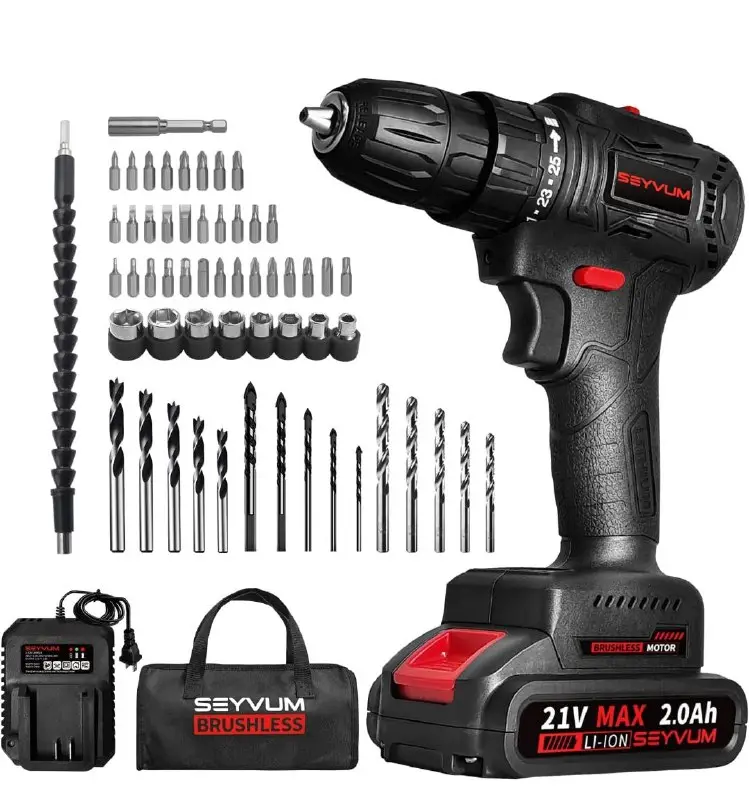 SEYVUM
1 · 23 · 25
BRUSHLESS MOTOR
21V MAX 2.0Ah
LI-ION SEYVUM
SEYVUM
SEYVUM
BRUSHLESS